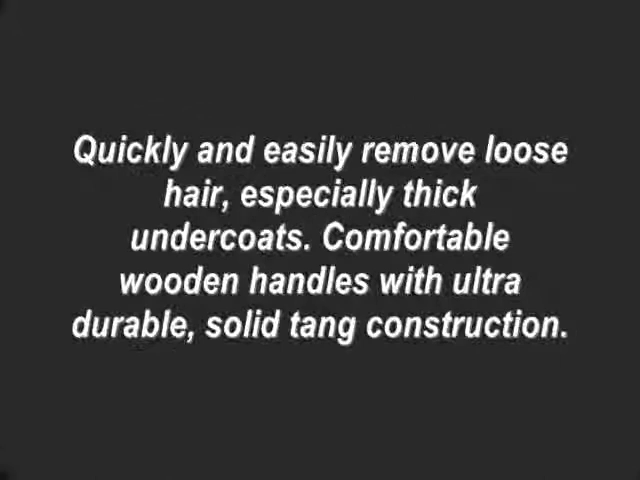 Quickly and easily remove loose
hair, especially thick
undercoats. Comfortable
wooden handles with ultra
durable, solid tang construction.